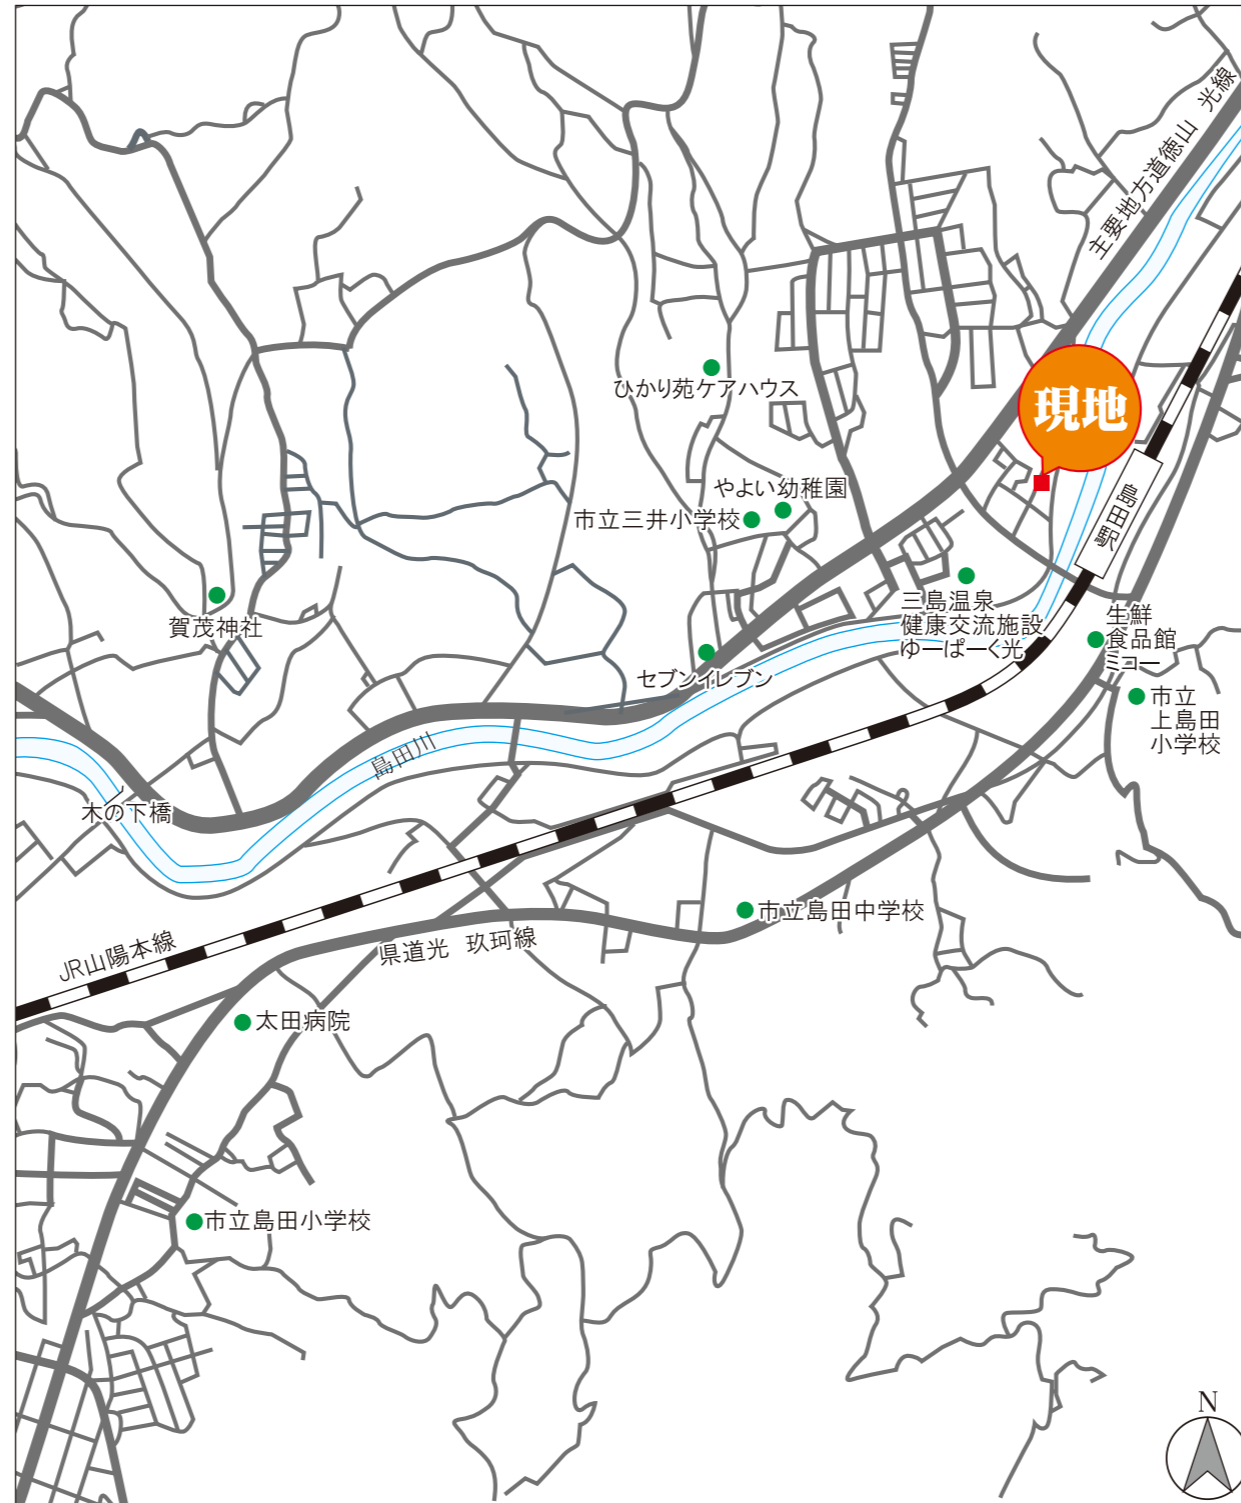 主要地方道徳山 光線
ひかり苑ケアハウス
現地
やよい幼稚園
市立三井小学校
島田駅
三島温泉
健康交流施設
ゆーぱーく光
生鮮
食品館
ミコー
賀茂神社
セブンイレブン
市立
上島田
小学校
島田川
木の下橋
市立島田中学校
県道光 玖珂線
JR山陽本線
太田病院
市立島田小学校
N